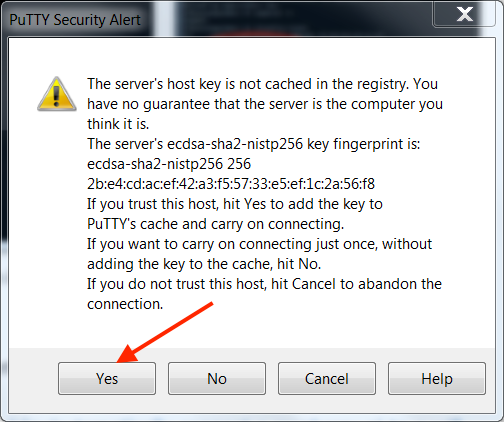 PuTTY Security Alert
The server's host key is not cached in the registry. You
have no guarantee that the server is the computer you
think it is.
The server's ecdsa-sha2-nistp256 key fingerprint is:
ecdsa-sha2-nistp256 256
2b:e4:cd:ac:ef:42:a3:f5:57:33:e5:ef:1c:2a:56:f8
If you trust this host, hit Yes to add the key to
PuTTY's cache and carry on connecting.
If you want to carry on connecting just once, without
adding the key to the cache, hit No.
If you do not trust this host, hit Cancel to abandon the
connection.
Yes No Cancel Help